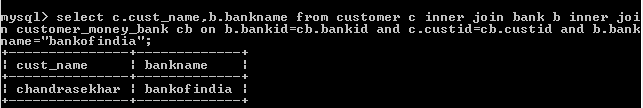 mysql> select c.cust_name,b.bankname from customer c inner join bank b inner joi
n customer_money_bank cb on b.bankid=cb.bankid and c.custid=cb.custid and b.bank
name="bankofindia";
+--------------+-------------+
| cust_name    | bankname    |
+--------------+-------------+
| chandrasekhar | bankofindia |